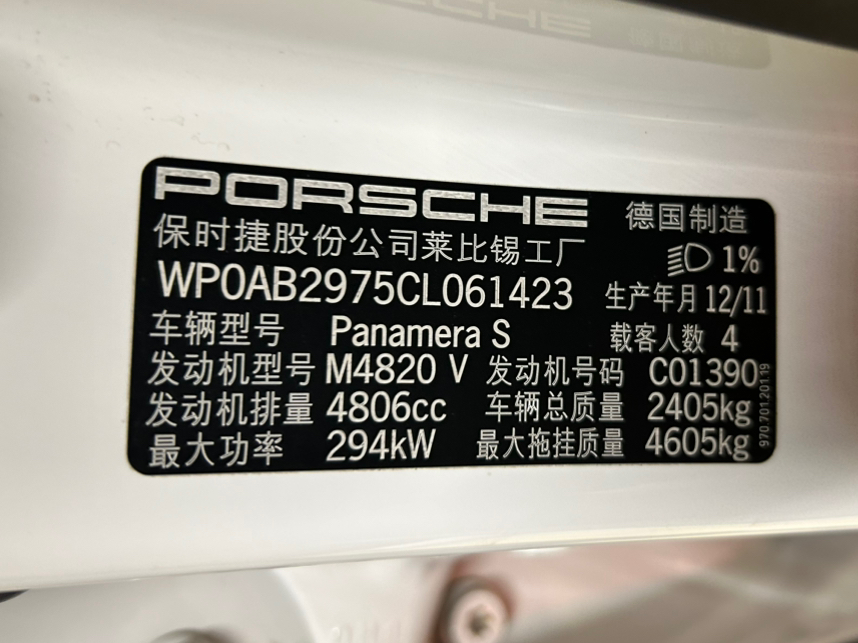 PORSCHE 德国制造
保时捷股份公司莱比锡工厂 1%
WP0AB2975CL061423 生产年月 12/11
车辆型号 Panamera S 载客人数 4
发动机型号 M4820 V 发动机号码 C01390
发动机排量 4806cc 车辆总质量 2405kg
最大功率 294kW 最大拖挂质量 4605kg
970.701.201.19